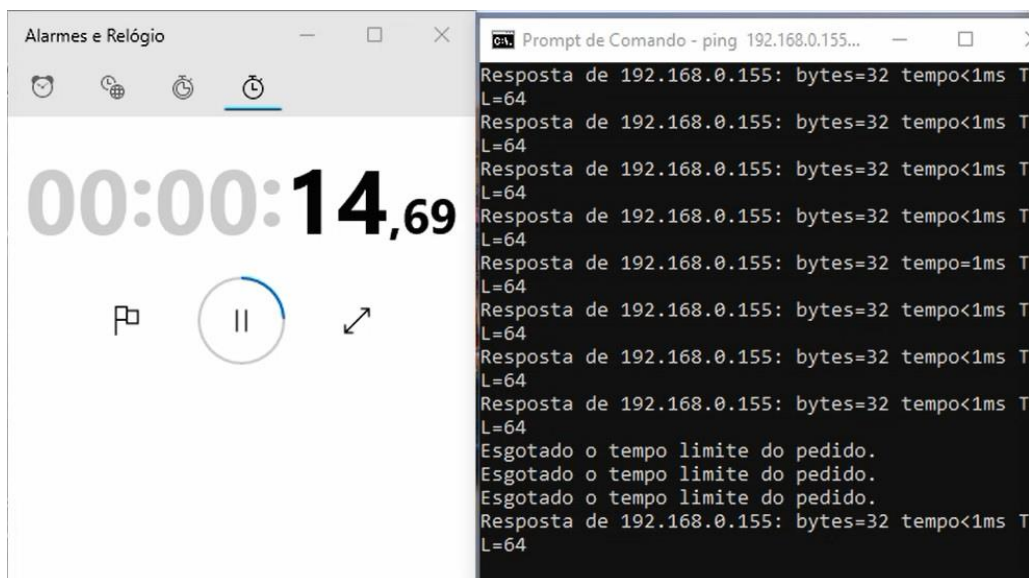 Alarmes e Relógio
00:00:14,69
Prompt de Comando - ping 192.168.0.155...
Resposta de 192.168.0.155: bytes=32 tempo<1ms T
L=64
Resposta de 192.168.0.155: bytes=32 tempo<1ms T
L=64
Resposta de 192.168.0.155: bytes=32 tempo<1ms T
L=64
Resposta de 192.168.0.155: bytes=32 tempo<1ms T
L=64
Resposta de 192.168.0.155: bytes=32 tempo=1ms T
L=64
Resposta de 192.168.0.155: bytes=32 tempo<1ms T
L=64
Resposta de 192.168.0.155: bytes=32 tempo<1ms T
L=64
Resposta de 192.168.0.155: bytes=32 tempo<1ms T
L=64
Esgotado o tempo limite do pedido.
Esgotado o tempo limite do pedido.
Esgotado o tempo limite do pedido.
Resposta de 192.168.0.155: bytes=32 tempo<1ms T
L=64